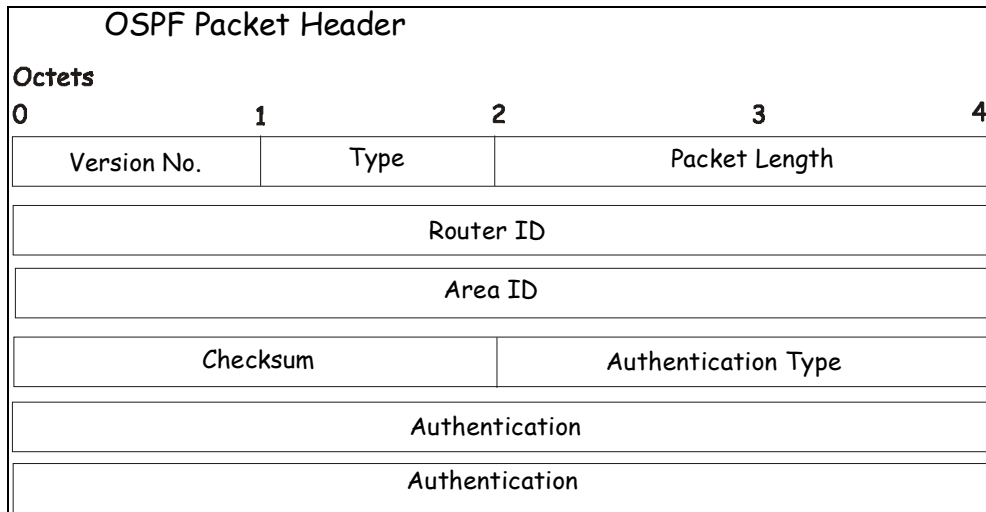 OSPF Packet Header
Octets
0 1 2 3 4
Version No. Type Packet Length
Router ID
Area ID
Checksum Authentication Type
Authentication
Authentication